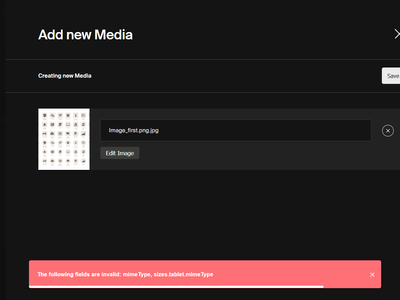 Add new Media
Creating new Media
Save
Image_first.png.jpg
Edit Image
The following fields are invalid: mimeType, sizes.tablet.mimeType